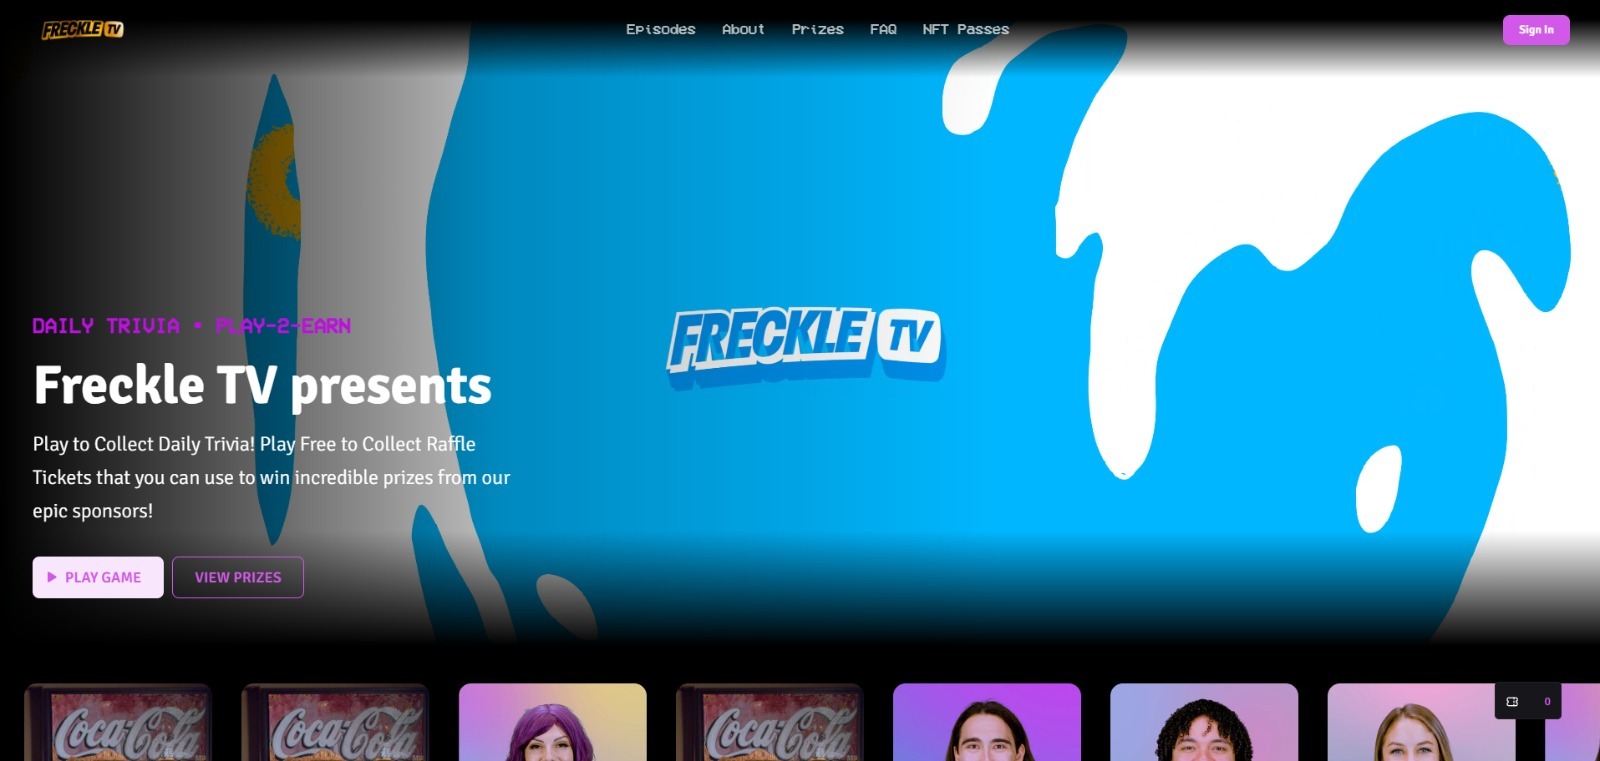 FRECKLE TV
Episodes About Prizes FAQ NFT Passes
Sign In
FRECKLE TV
DAILY TRIVIA • PLAY-2-EARN
Freckle TV presents
Play to Collect Daily Trivia! Play Free to Collect Raffle
Tickets that you can use to win incredible prizes from our
epic sponsors!
PLAY GAME VIEW PRIZES
Coca-Cola Coca-Cola Coca-Cola
0